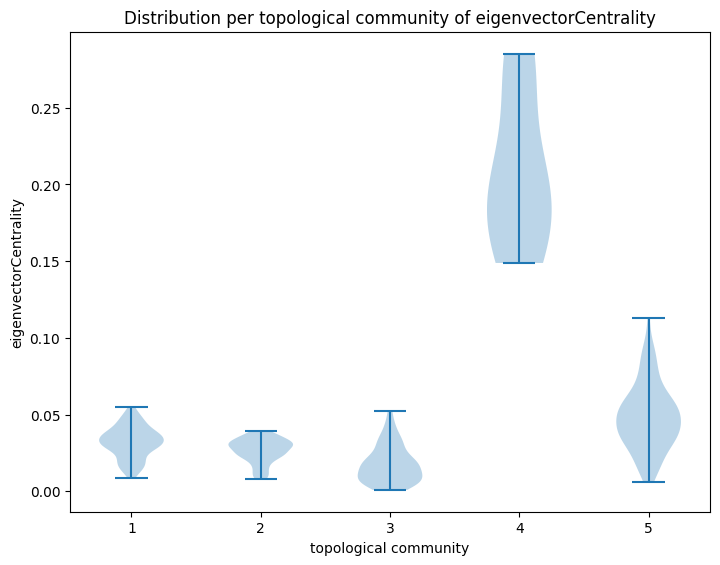 Distribution per topological community of eigenvectorCentrality
eigenvectorCentrality
0.25
0.20
0.15
0.10
0.05
0.00
1 2 3 4 5
topological community